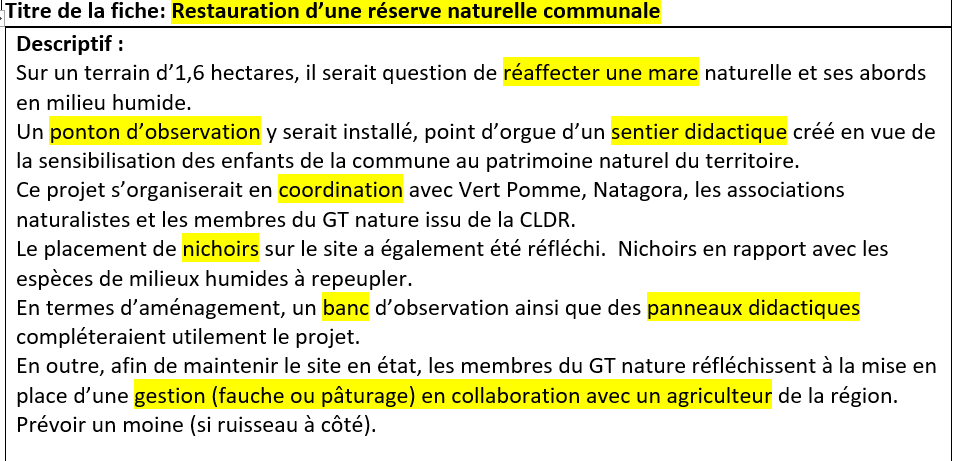 Titre de la fiche: Restauration d’une réserve naturelle communale
Descriptif :
Sur un terrain d’1,6 hectares, il serait question de réaffecter une mare naturelle et ses abords
en milieu humide.
Un ponton d’observation y serait installé, point d’orgue d’un sentier didactique créé en vue de
la sensibilisation des enfants de la commune au patrimoine naturel du territoire.
Ce projet s’organiserait en coordination avec Vert Pomme, Natagora, les associations
naturalistes et les membres du GT nature issu de la CLDR.
Le placement de nichoirs sur le site a également été réfléchi.  Nichoirs en rapport avec les
espèces de milieux humides à repeupler.
En termes d’aménagement, un banc d’observation ainsi que des panneaux didactiques
compléteraient utilement le projet.
En outre, afin de maintenir le site en état, les membres du GT nature réfléchissent à la mise en
place d’une gestion (fauche ou pâturage) en collaboration avec un agriculteur de la région.
Prévoir un moine (si ruisseau à côté).